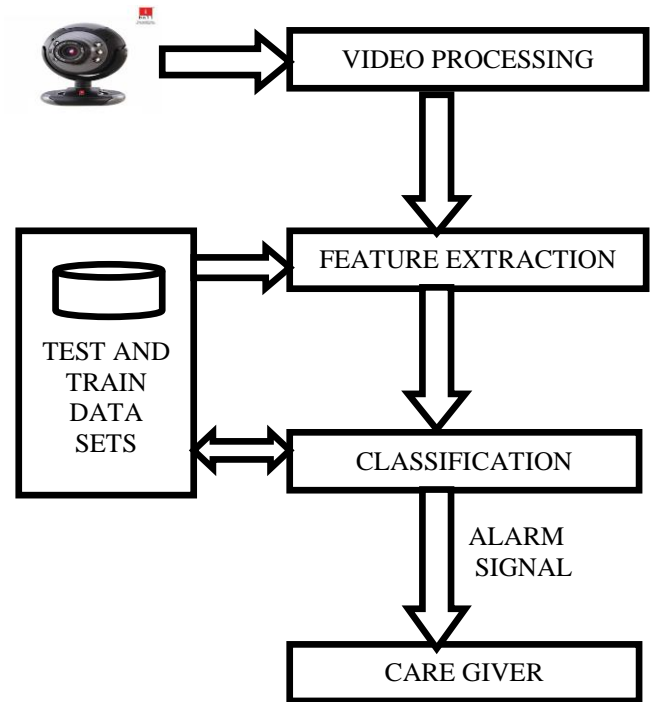 VIDEO PROCESSING
FEATURE EXTRACTION
TEST AND
TRAIN
DATA
SETS
CLASSIFICATION
ALARM
SIGNAL
CARE GIVER